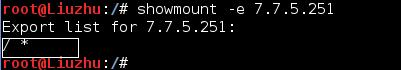 root@Liuzhu:/# showmount -e 7.7.5.251
Export list for 7.7.5.251:
/ *
root@Liuzhu:/#